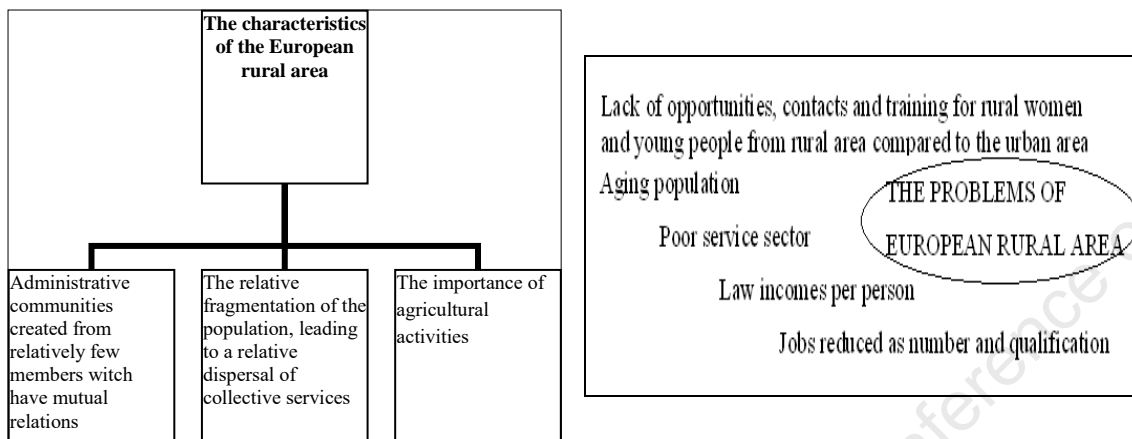 The characteristics
of the European
rural area
Administrative
communities
created from
relatively few
members witch
have mutual
relations
The relative
fragmentation of the
population, leading
to a relative
dispersal of
collective services
The importance of
agricultural
activities
Lack of opportunities, contacts and training for rural women
and young people from rural area compared to the urban area
Aging population
THE PROBLEMS OF
EUROPEAN RURAL AREA
Poor service sector
Law incomes per person
Jobs reduced as number and qualification